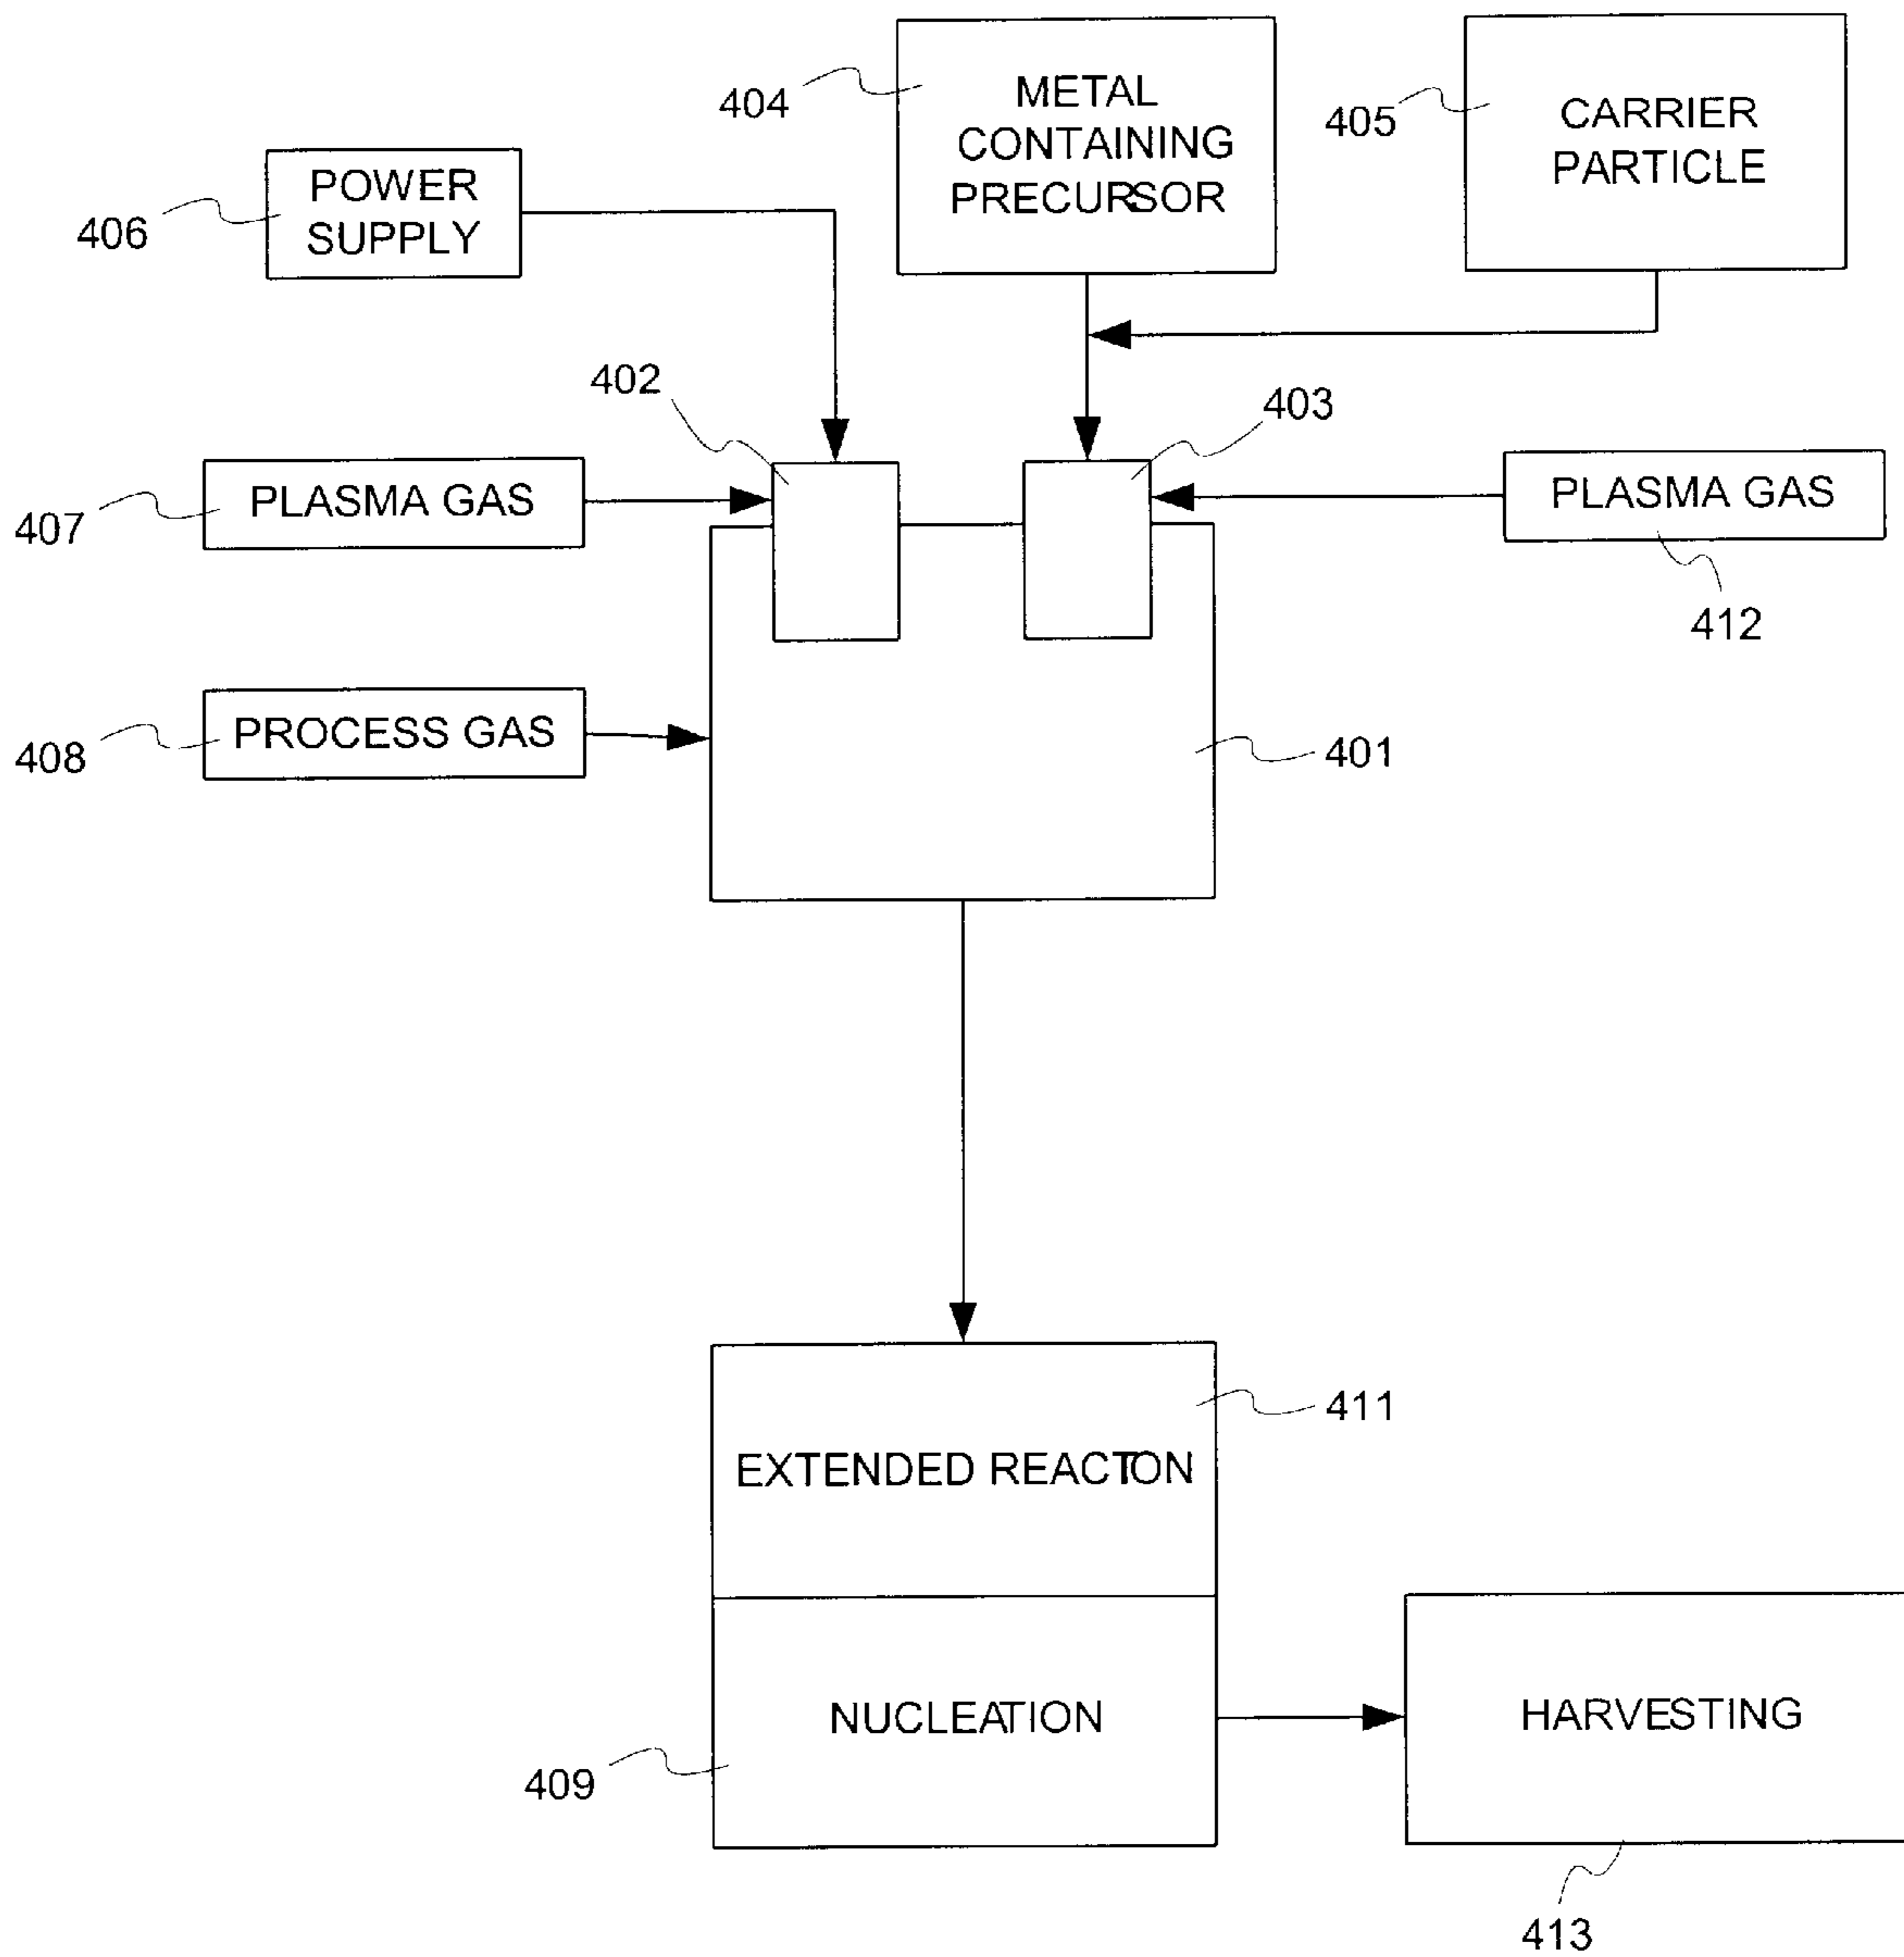 404
METAL
CONTAINING
PRECURSOR
405
CARRIER
PARTICLE
406
POWER
SUPPLY
402
403
407
PLASMA GAS
PLASMA GAS
412
408
PROCESS GAS
401
411
EXTENDED REACTON
NUCLEATION
409
HARVESTING
413